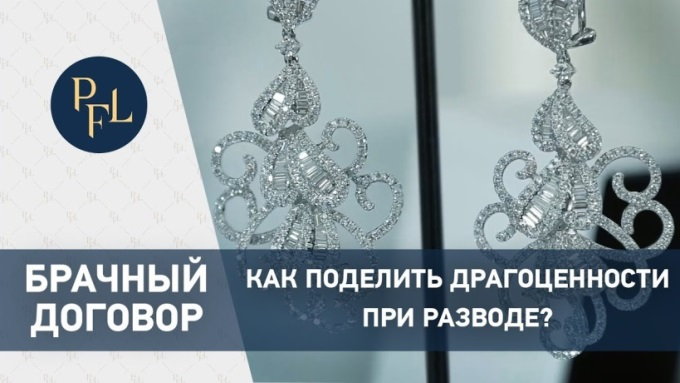 PFL
БРАЧНЫЙ
ДОГОВОР
КАК ПОДЕЛИТЬ ДРАГОЦЕННОСТИ
ПРИ РАЗВОДЕ?